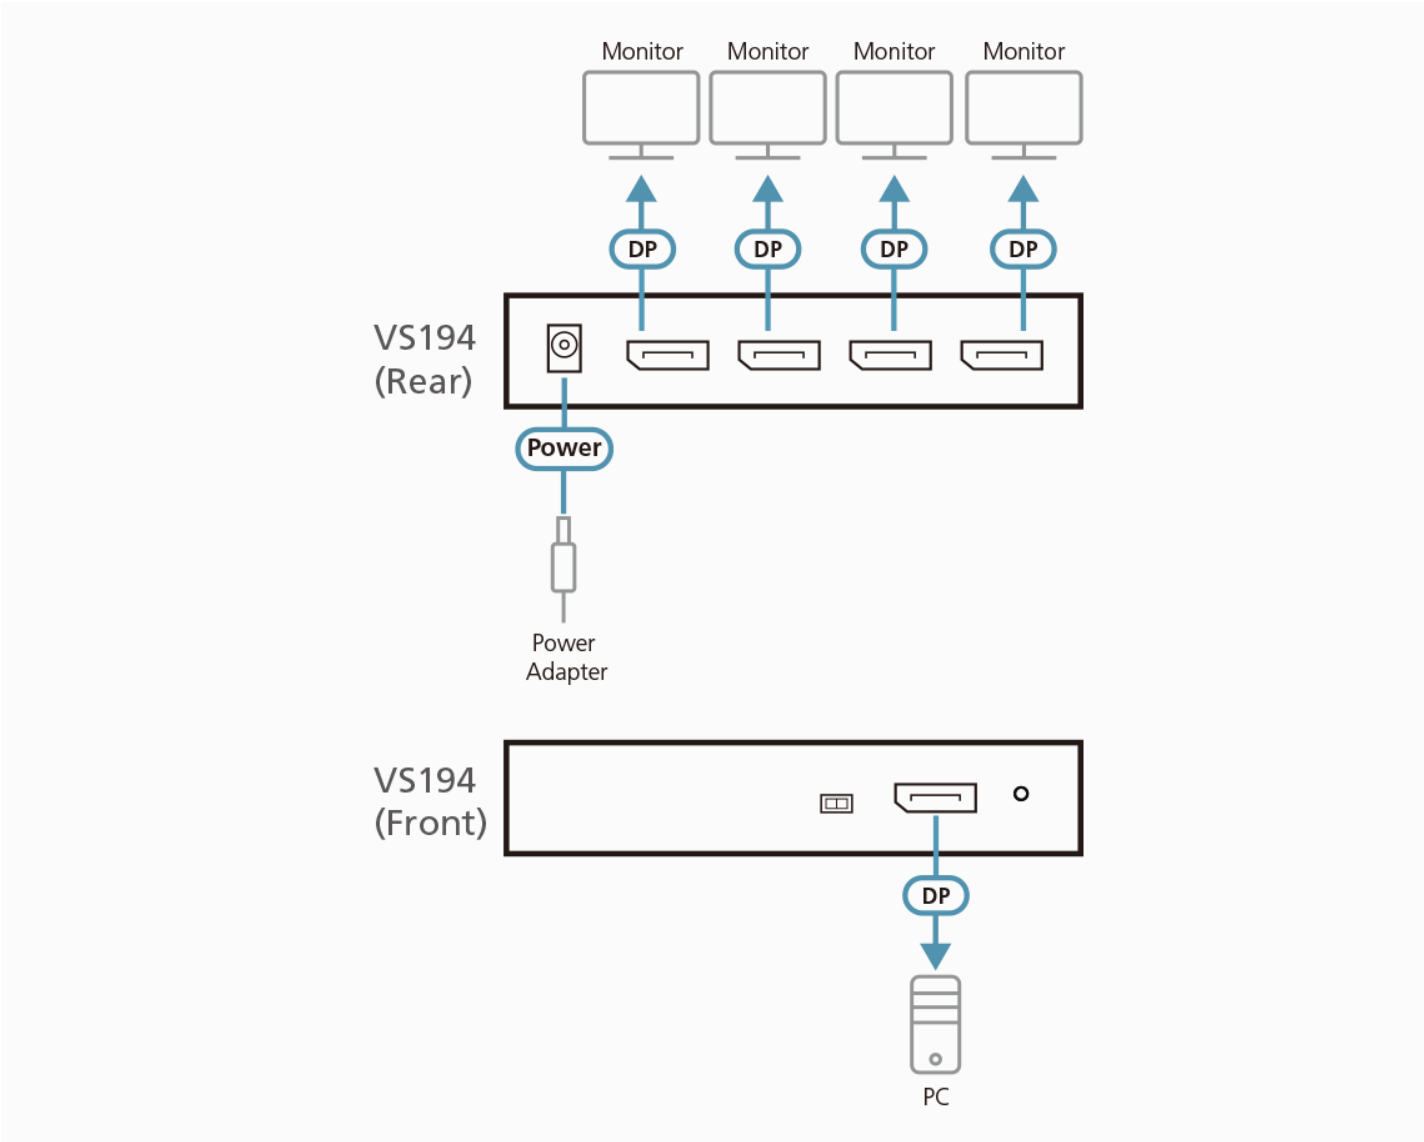 Monitor Monitor Monitor Monitor
DP DP DP DP
VS194
(Rear)
Power
Power
Adapter
VS194
(Front)
DP
PC